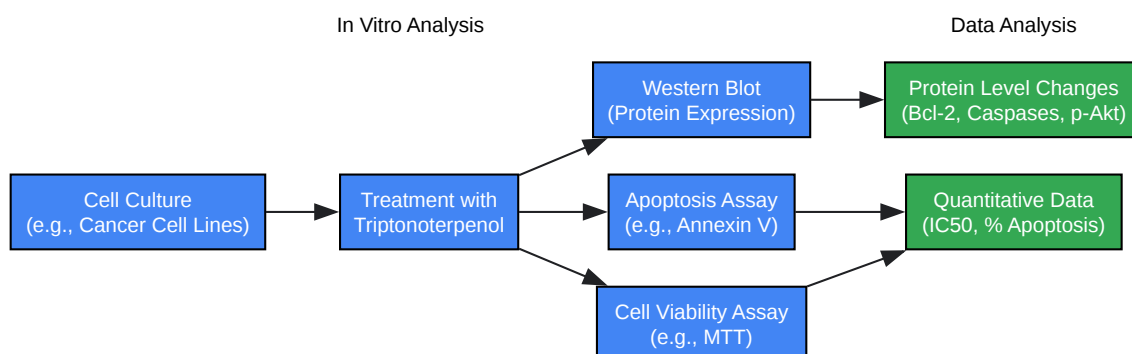 In Vitro Analysis
Data Analysis
Western Blot
(Protein Expression)
Protein Level Changes
(Bcl-2, Caspases, p-Akt)
Cell Culture
(e.g., Cancer Cell Lines)
Treatment with
Triptonoterpenol
Apoptosis Assay
(e.g., Annexin V)
Quantitative Data
(IC50, % Apoptosis)
Cell Viability Assay
(e.g., MTT)